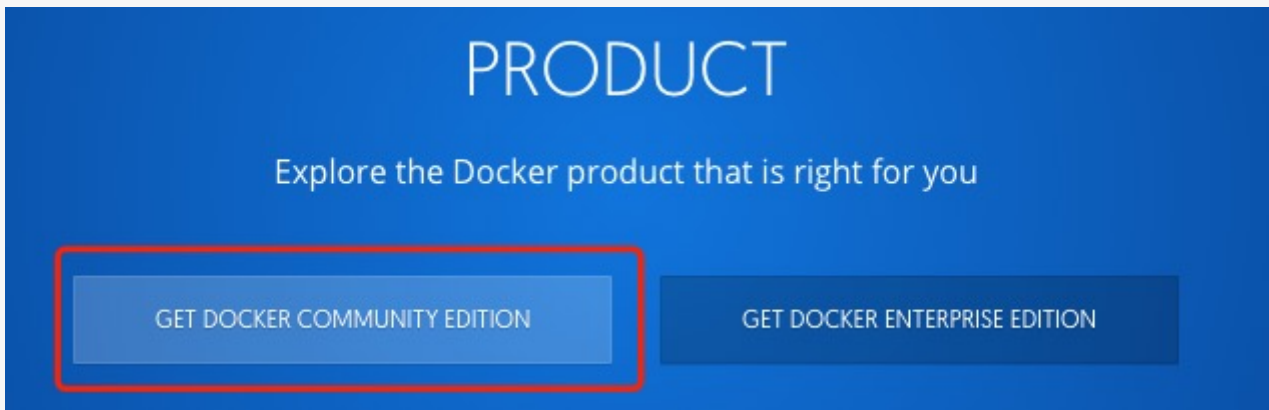 PRODUCT
Explore the Docker product that is right for you
GET DOCKER COMMUNITY EDITION
GET DOCKER ENTERPRISE EDITION